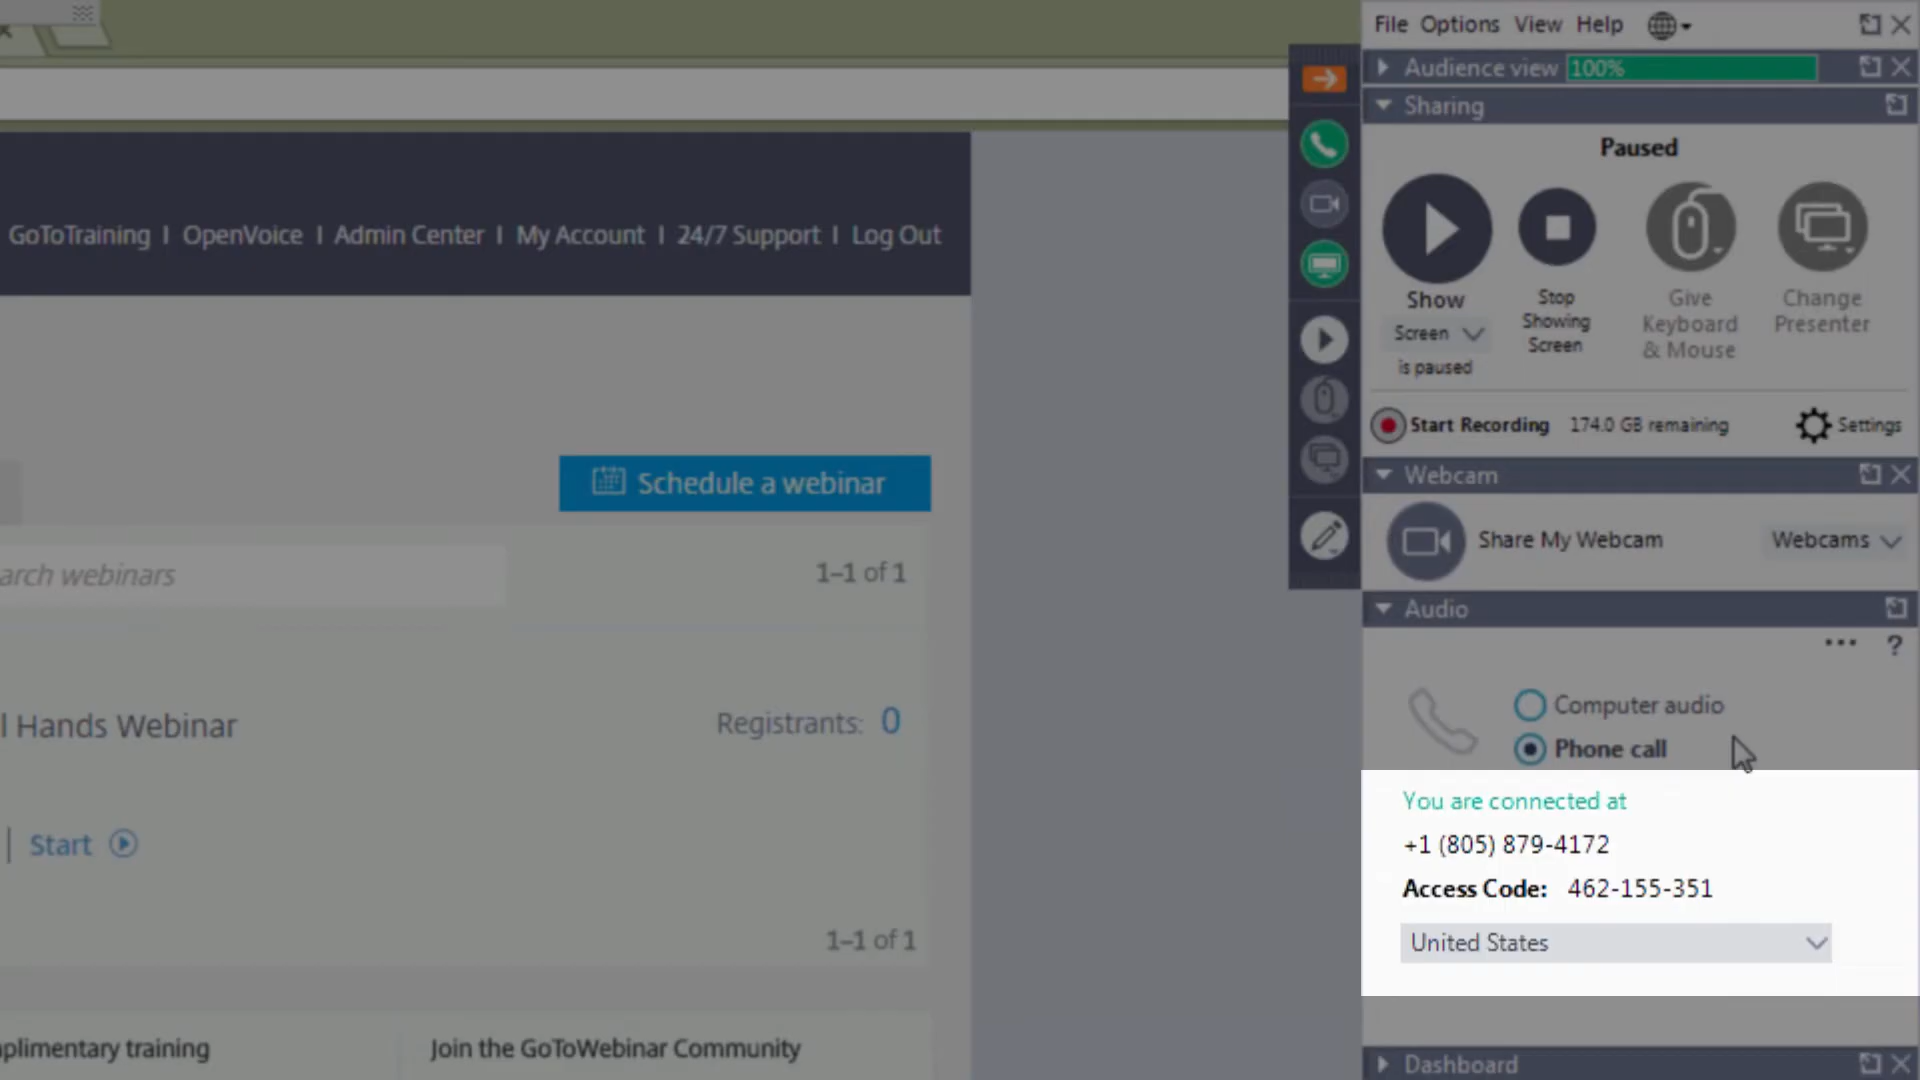 File Options View Help
Audience view 100%
Sharing
Paused
Show
Screen
is paused
Stop
Showing
Screen
Give
Keyboard
& Mouse
Change
Presenter
Start Recording 174.0 GB remaining Settings
Webcam
Share My Webcam Webcams
Audio
... ?
Computer audio
Phone call
You are connected at
+1 (805) 879-4172
Access Code: 462-155-351
United States
Dashboard
GoToTraining | OpenVoice | Admin Center | My Account | 24/7 Support | Log Out
Schedule a webinar
arch webinars
1–1 of 1
l Hands Webinar
Registrants: 0
| Start
1–1 of 1
plimentary training
Join the GoToWebinar Community